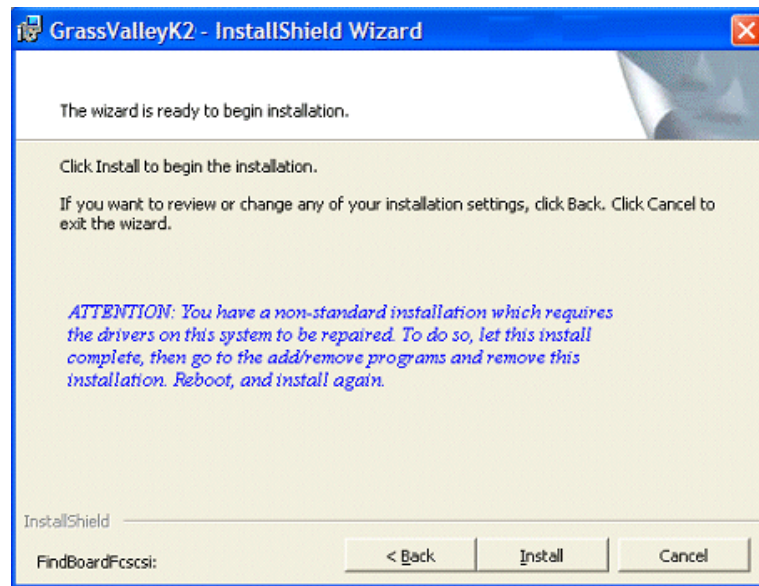 GrassValleyK2 - InstallShield Wizard
The wizard is ready to begin installation.
Click Install to begin the installation.
If you want to review or change any of your installation settings, click Back. Click Cancel to
exit the wizard.
ATTENTION: You have a non-standard installation which requires
the drivers on this system to be repaired. To do so, let this install
complete, then go to the add/remove programs and remove this
installation. Reboot, and install again.
InstallShield
FindBoardFcscsi:
< Back
Install
Cancel